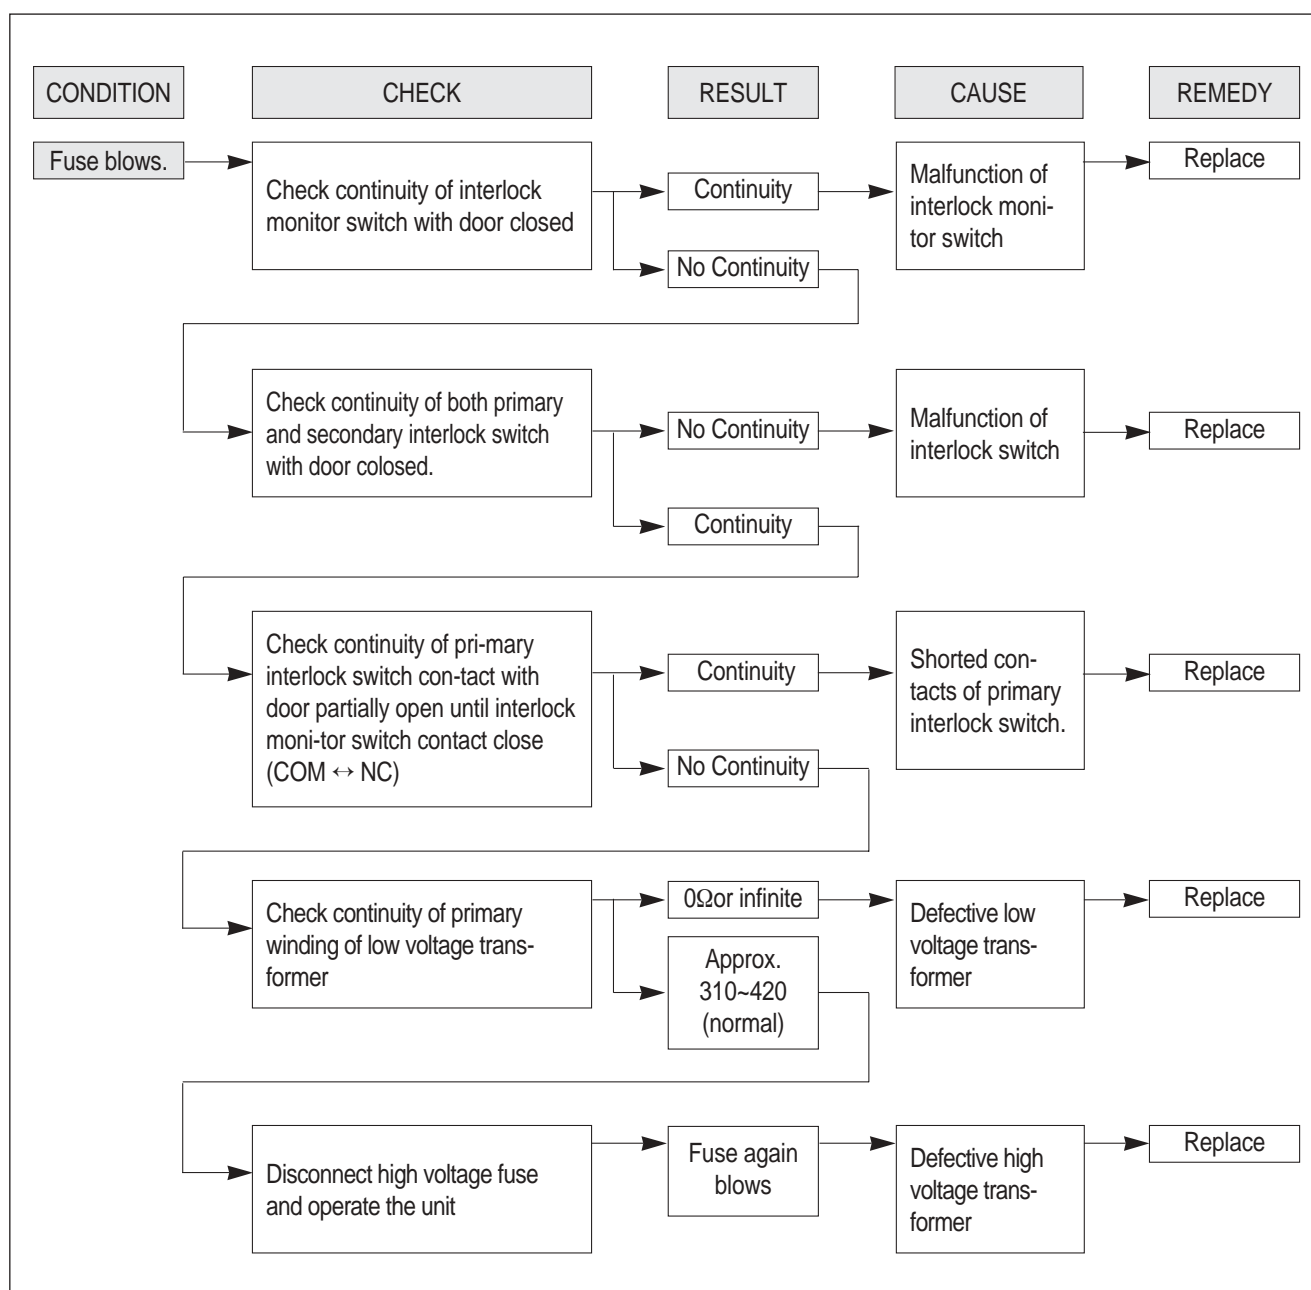 CONDITION
CHECK
RESULT
CAUSE
REMEDY
Fuse blows.
Check continuity of interlock
monitor switch with door closed
Continuity
Malfunction of
interlock moni-
tor switch
Replace
No Continuity
Check continuity of both primary
and secondary interlock switch
with door colosed.
No Continuity
Malfunction of
interlock switch
Replace
Continuity
Check continuity of pri-mary
interlock switch con-tact with
door partially open until interlock
moni-tor switch contact close
(COM ↔ NC)
Continuity
Shorted con-
tacts of primary
interlock switch.
Replace
No Continuity
Check continuity of primary
winding of low voltage trans-
former
0Ωor infinite
Defective low
voltage trans-
former
Replace
Approx.
310~420
(normal)
Disconnect high voltage fuse
and operate the unit
Fuse again
blows
Defective high
voltage trans-
former
Replace